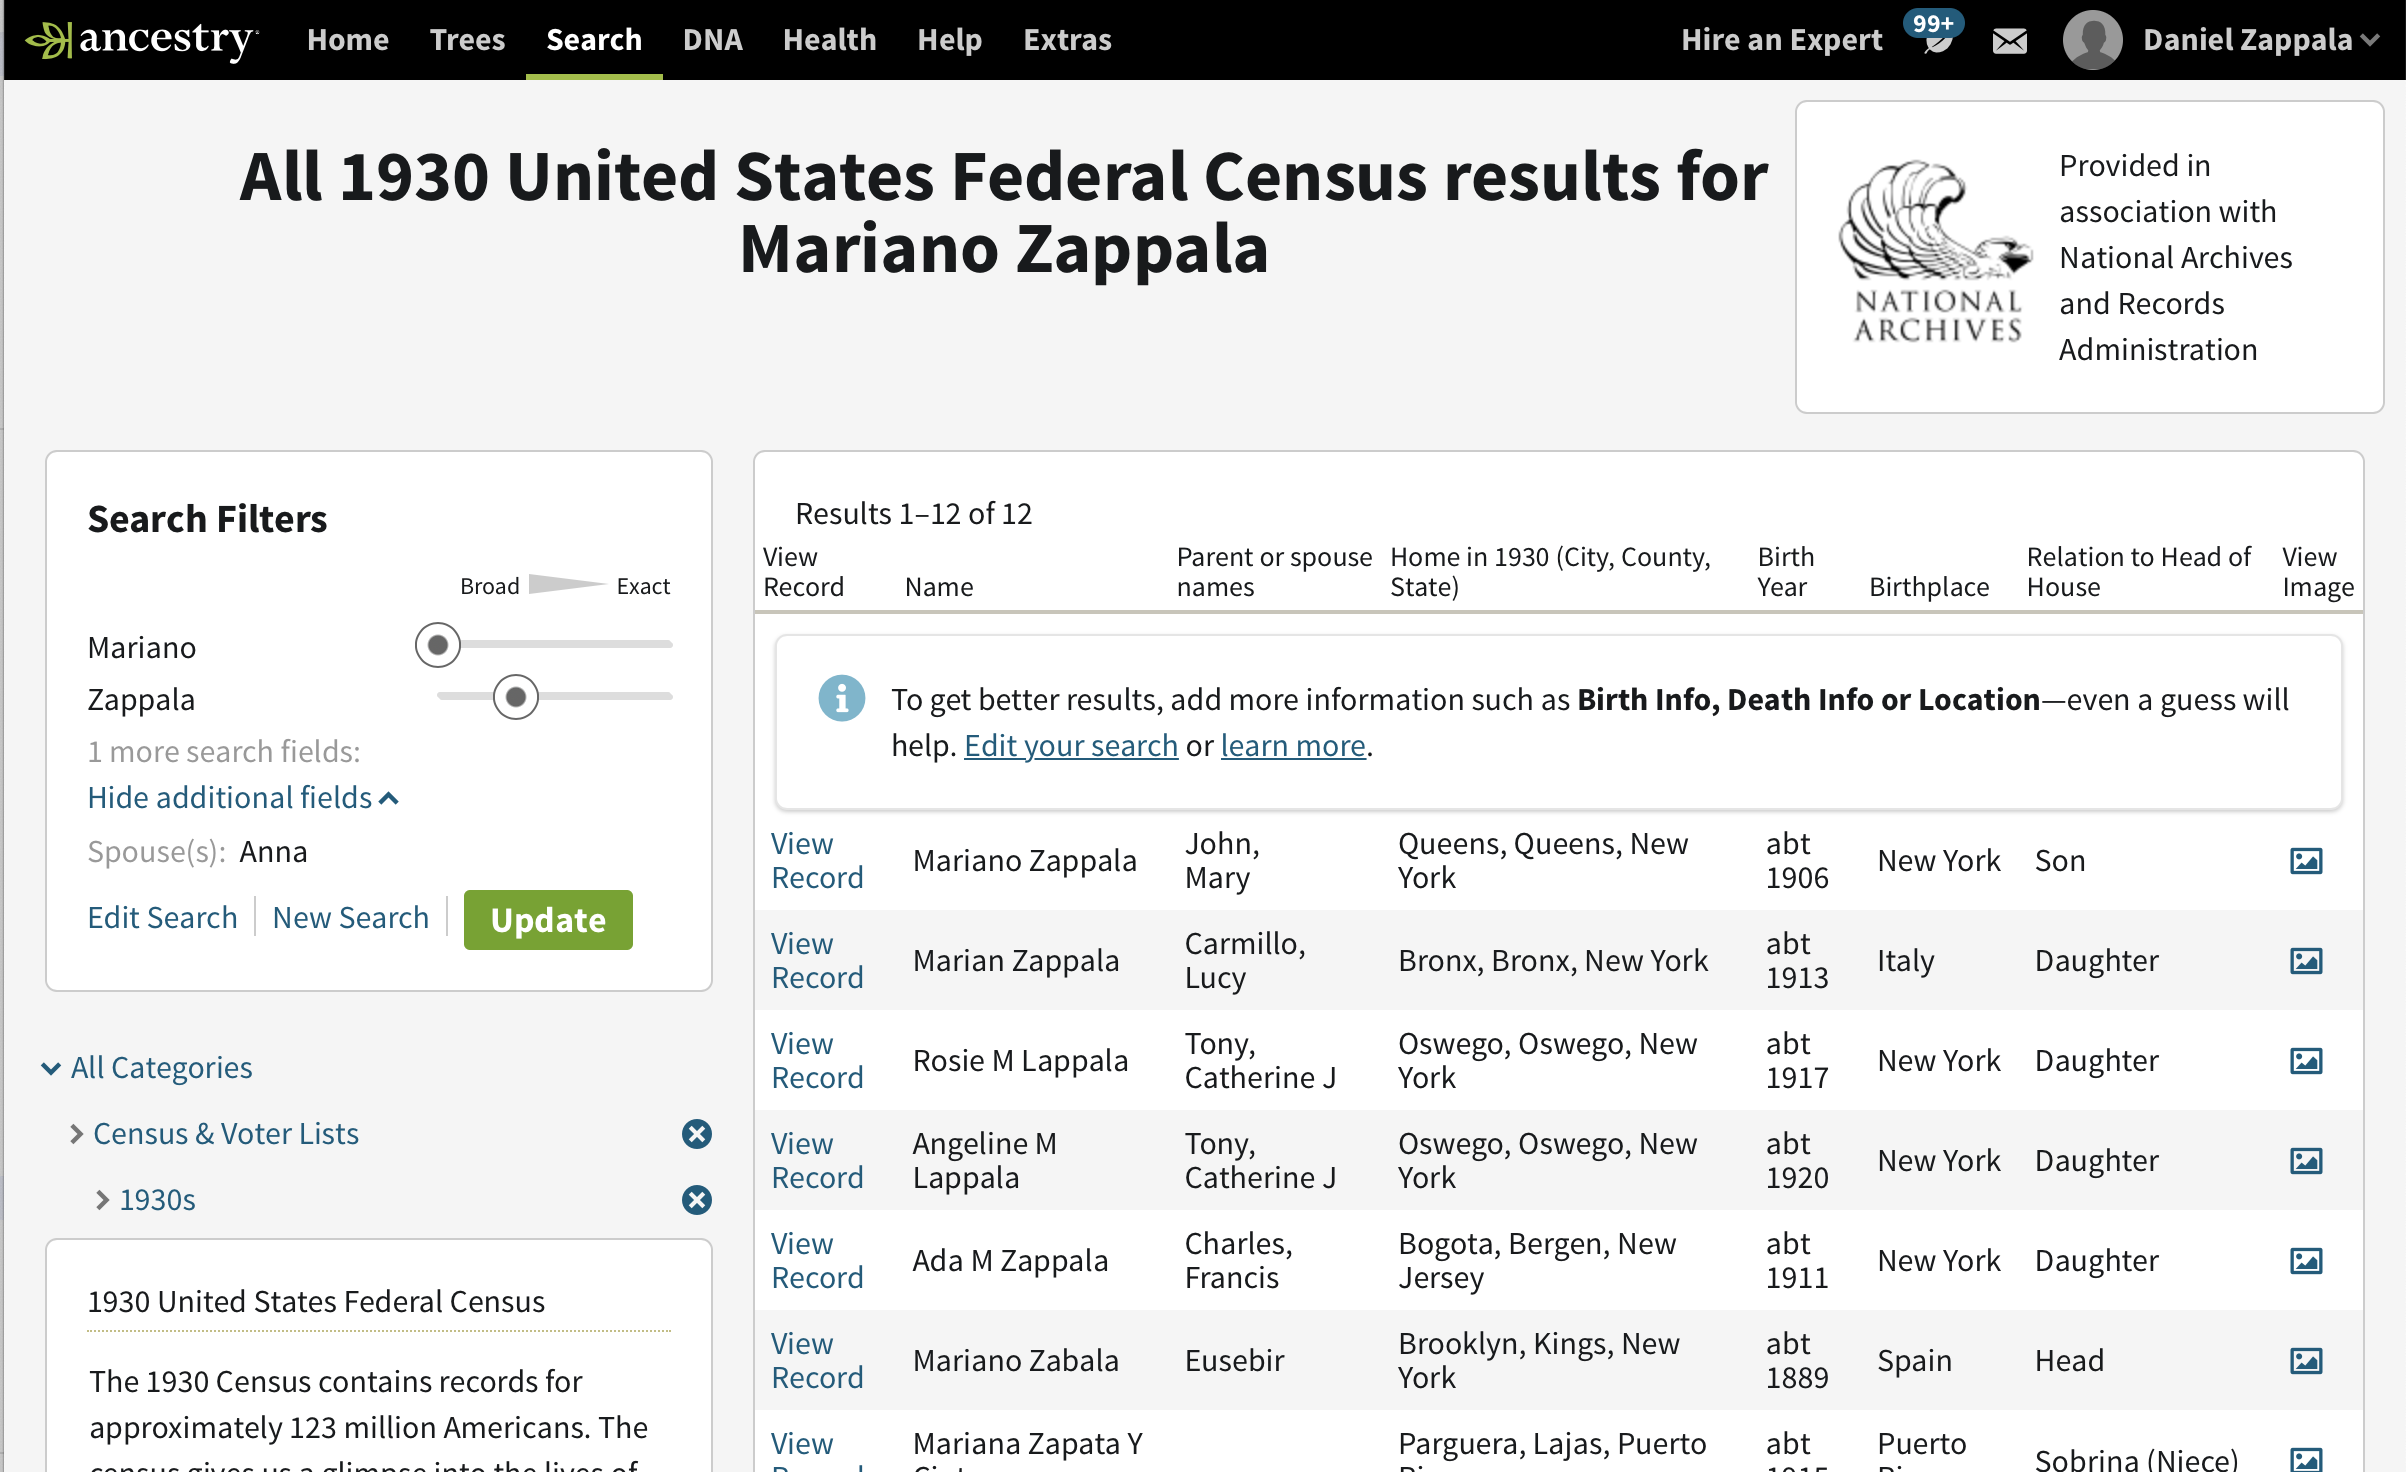 ancestry Home Trees Search DNA Health Help Extras Hire an Expert 99+ Daniel Zappala
All 1930 United States Federal Census results for
Mariano Zappala
NATIONAL
ARCHIVES
Provided in
association with
National Archives
and Records
Administration
Search Filters
Broad Exact
Mariano
Zappala
1 more search fields:
Hide additional fields
Spouse(s): Anna
Edit Search New Search Update
All Categories
Census & Voter Lists
1930s
1930 United States Federal Census
The 1930 Census contains records for
approximately 123 million Americans. The
census gives us a glimpse into the lives of
Results 1–12 of 12
View Record Name Parent or spouse names Home in 1930 (City, County, State) Birth Year Birthplace Relation to Head of House View Image
To get better results, add more information such as Birth Info, Death Info or Location—even a guess will
help. Edit your search or learn more.
View Record Mariano Zappala John, Mary Queens, Queens, New York abt 1906 New York Son
View Record Marian Zappala Carmillo, Lucy Bronx, Bronx, New York abt 1913 Italy Daughter
View Record Rosie M Lappala Tony, Catherine J Oswego, Oswego, New York abt 1917 New York Daughter
View Record Angeline M Lappala Tony, Catherine J Oswego, Oswego, New York abt 1920 New York Daughter
View Record Ada M Zappala Charles, Francis Bogota, Bergen, New Jersey abt 1911 New York Daughter
View Record Mariano Zabala Eusebir Brooklyn, Kings, New York abt 1889 Spain Head
View Mariana Zapata Y Parguera, Lajas, Puerto abt Puerto Sobrina (Niece)